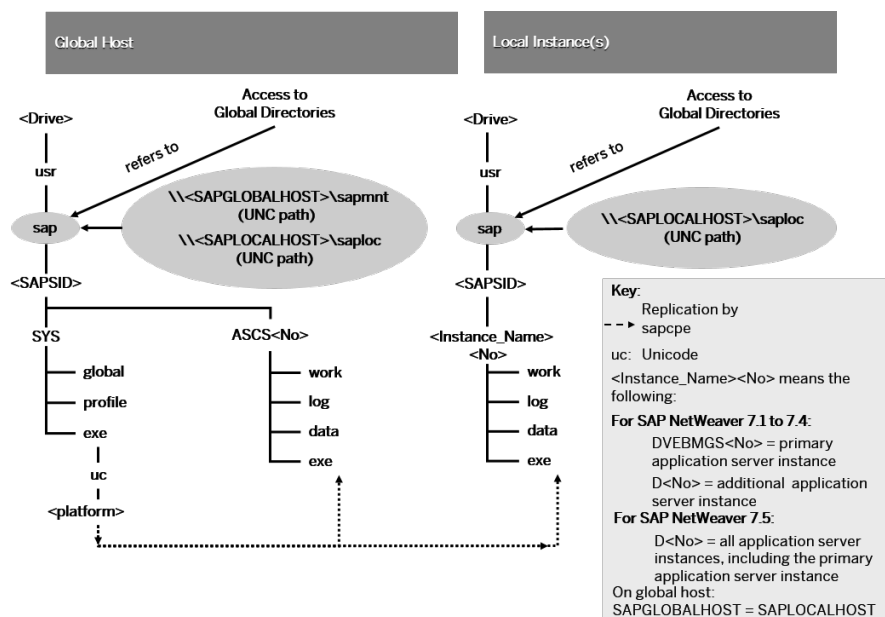 Global Host
Local Instance(s)
Access to
Global Directories
<Drive>
refers to
usr
\\<SAPGLOBALHOST>\sapmnt
(UNC path)
sap
\\<SAPLOCALHOST>\saploc
(UNC path)
<SAPSID>
SYS
ASCS<No>
global
work
profile
log
data
exe
exe
uc
<platform>
Access to
Global Directories
<Drive>
refers to
usr
\\<SAPLOCALHOST>\saploc
(UNC path)
sap
<SAPSID>
<Instance_Name>
<No>
work
log
data
exe
Key:
Replication by
sapcpe
uc: Unicode
<Instance_Name><No> means the
following:
For SAP NetWeaver 7.1 to 7.4:
DVEBMGS<No> = primary
application server instance
D<No> = additional application
server instance
For SAP NetWeaver 7.5:
D<No> = all application server
instances, including the primary
application server instance
On global host:
SAPGLOBALHOST = SAPLOCALHOST